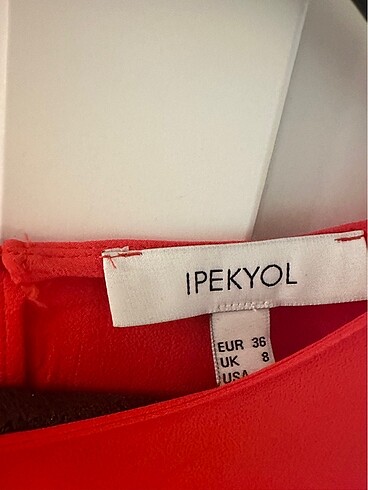 IPEKYOL
EUR 36
UK 8
USA